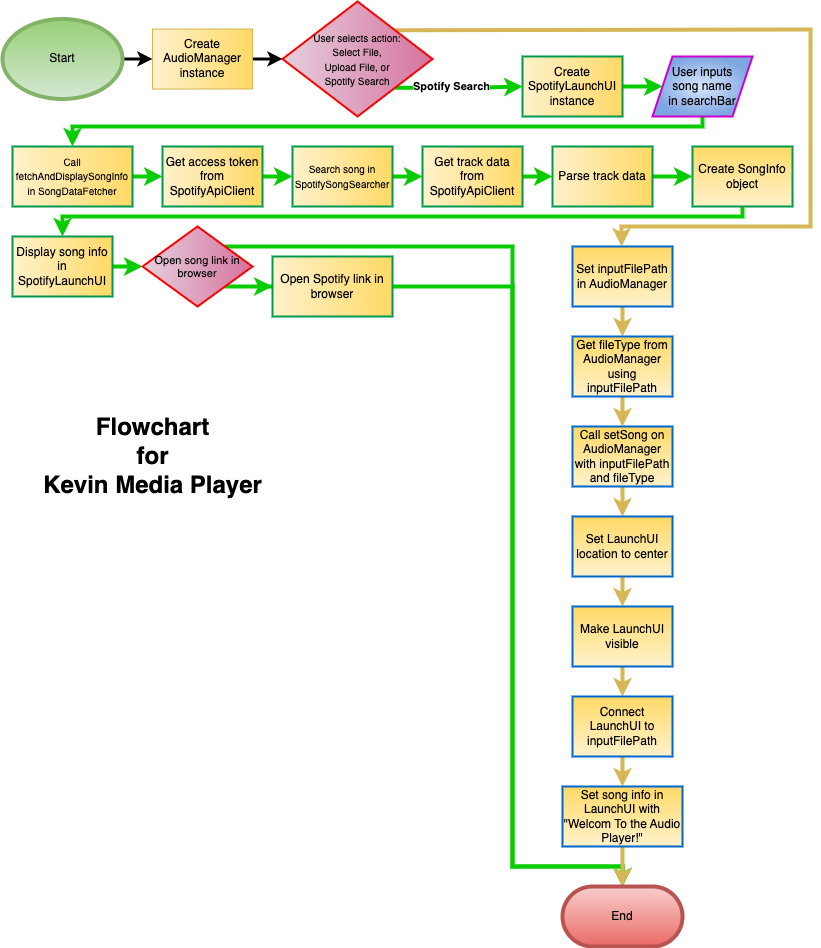 Start
Create
AudioManager
instance
User selects action:
Select File,
Upload File, or
Spotify Search
Spotify Search
Create
SpotifyLaunchUI
instance
User inputs
song name
in searchBar
Call
fetchAndDisplaySongInfo
in SongDataFetcher
Get access token
from
SpotifyApiClient
Search song in
SpotifySongSearcher
Get track data
from
SpotifyApiClient
Parse track data
Create SongInfo
object
Display song info
in
SpotifyLaunchUI
Open song link in
browser
Open Spotify link in
browser
Set inputFilePath
in AudioManager
Get fileType from
AudioManager
using
inputFilePath
Call setSong on
AudioManager
with inputFilePath
and fileType
Flowchart
for
Kevin Media Player
Set LaunchUI
location to center
Make LaunchUI
visible
Connect
LaunchUI to
inputFilePath
Set song info in
LaunchUI with
"Welcom To the Audio
Player!"
End